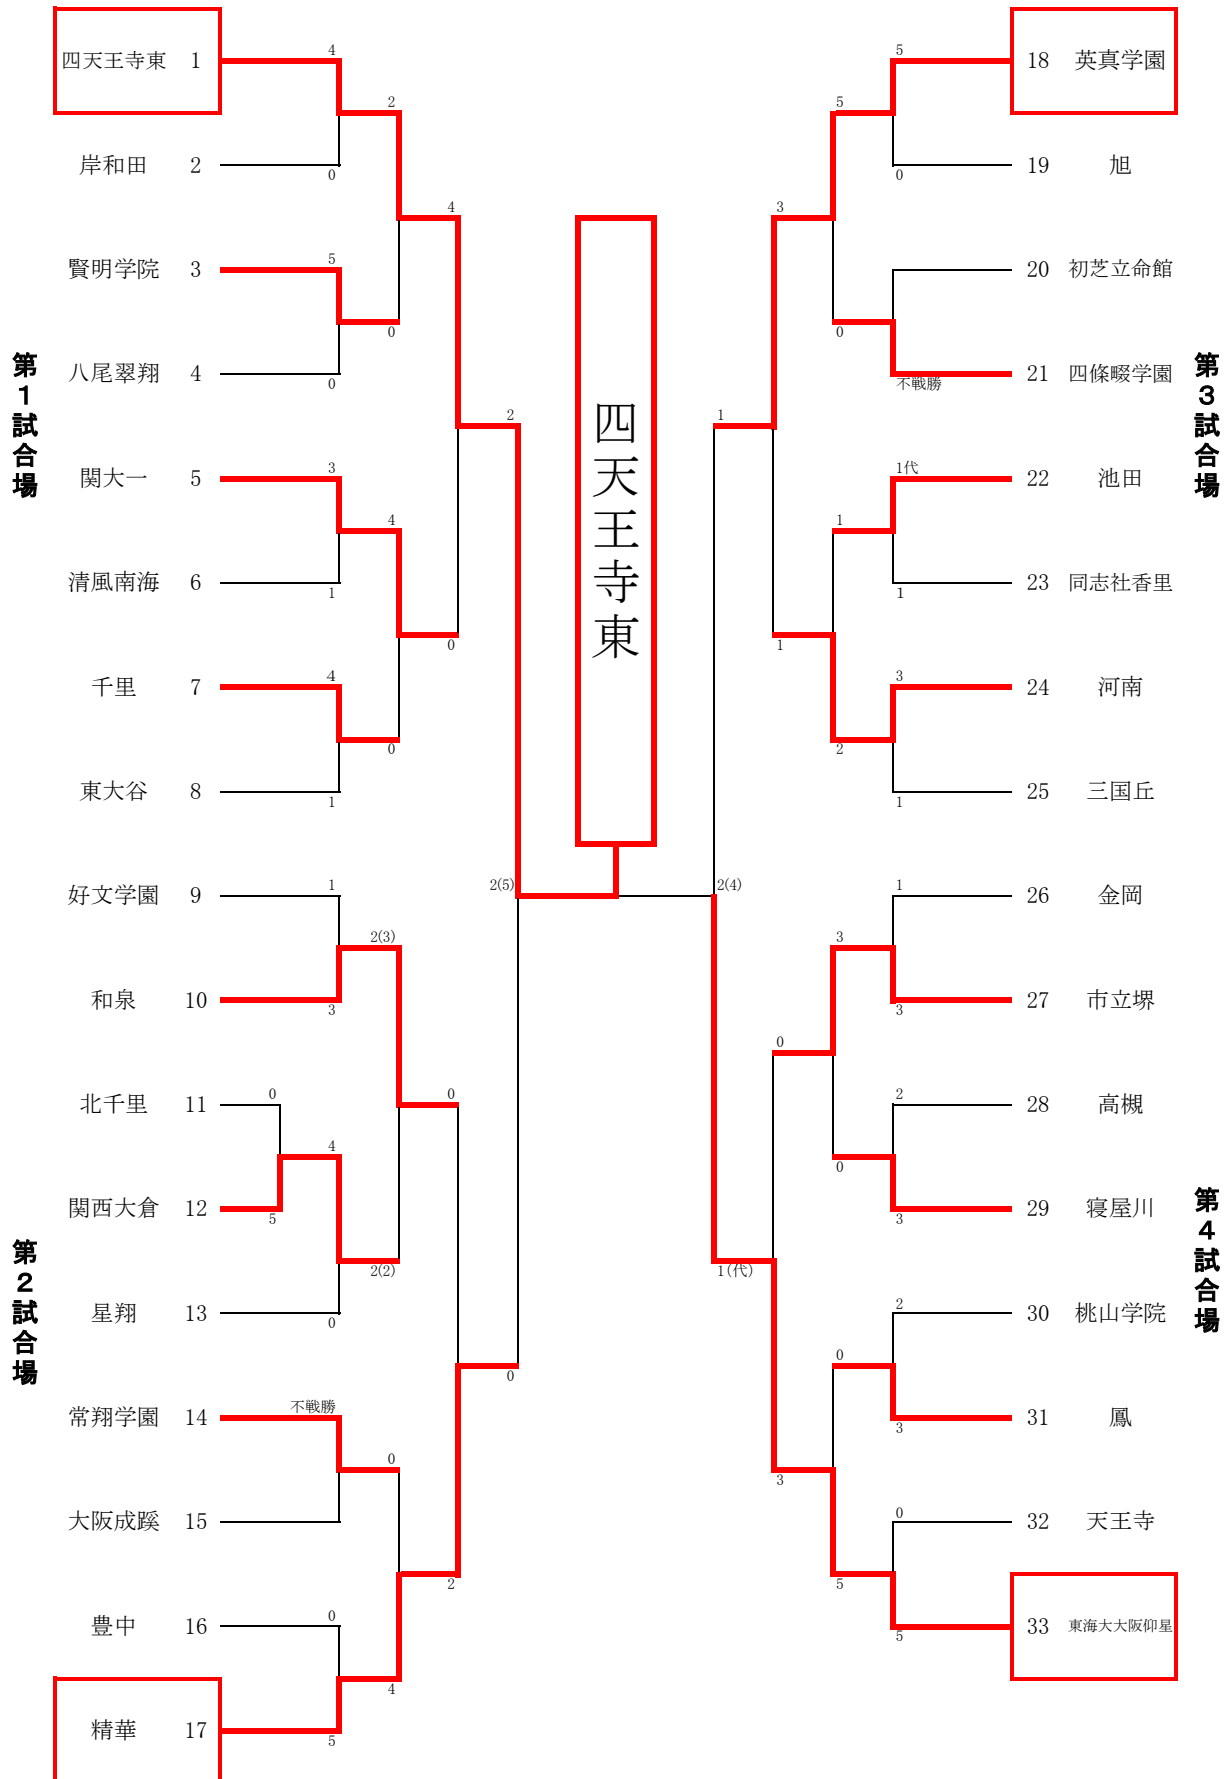 四天王寺東 1
4
2
岸和田 2
0
4
賢明学院 3
5
0
八尾翠翔 4
0
第1試合場
2
関大一 5
3
4
清風南海 6
1
0
千里 7
4
0
東大谷 8
1
2(5)
好文学園 9
1
2(3)
和泉 10
3
北千里 11
0
0
4
関西大倉 12
5
2(2)
第2試合場
星翔 13
0
0
常翔学園 14
不戦勝
0
大阪成蹊 15
2
豊中 16
0
4
精華 17
5
四天王寺東
5
18 英真学園
5
0
19 旭
3
20 初芝立命館
0
不戦勝
21 四條畷学園
第3試合場
1
1代
22 池田
1
1
23 同志社香里
1
3
24 河南
2
1
25 三国丘
2(4)
1
26 金岡
3
3
27 市立堺
0
2
28 高槻
0
3
29 寝屋川
第4試合場
1(代)
2
30 桃山学院
0
3
31 鳳
3
0
32 天王寺
5
5
33 東海大大阪仰星